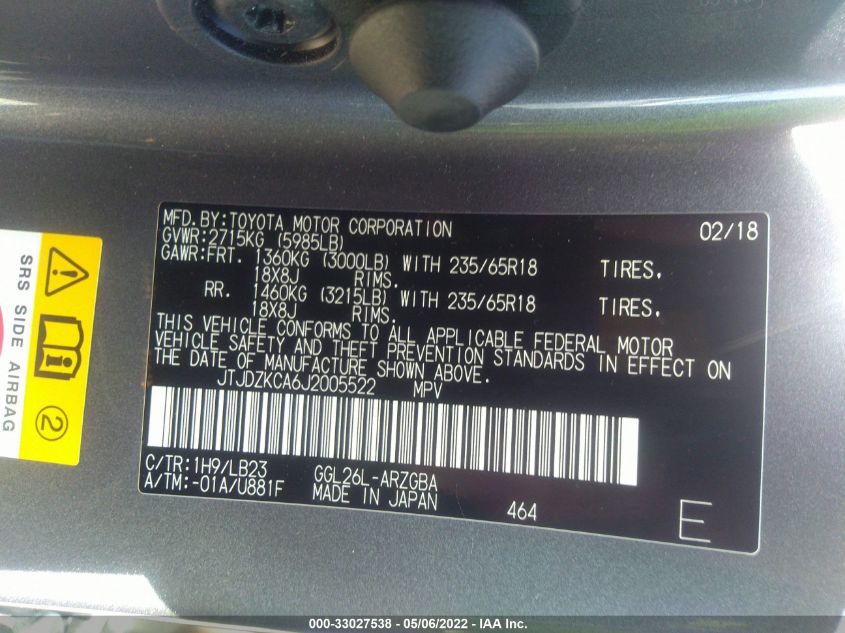 MFD.BY:TOYOTA MOTOR CORPORATION 02/18
GVWR:2715KG (5985LB)
GAWR:FRT. 1360KG (3000LB) WITH 235/65R18 TIRES,
18X8J RIMS.
RR. 1460KG (3215LB) WITH 235/65R18 TIRES,
18X8J RIMS.
THIS VEHICLE CONFORMS TO ALL APPLICABLE FEDERAL MOTOR
VEHICLE SAFETY AND THEFT PREVENTION STANDARDS IN EFFECT ON
THE DATE OF MANUFACTURE SHOWN ABOVE.
JTJDZKCA6J2005522 MPV
C/TR:1H9/LB23 GGL26L-ARZGBA
A/TM:-01A/U881F MADE IN JAPAN
464
E
SRS SIDE AIRBAG
2
000-33027538 - 05/06/2022 - IAA Inc.